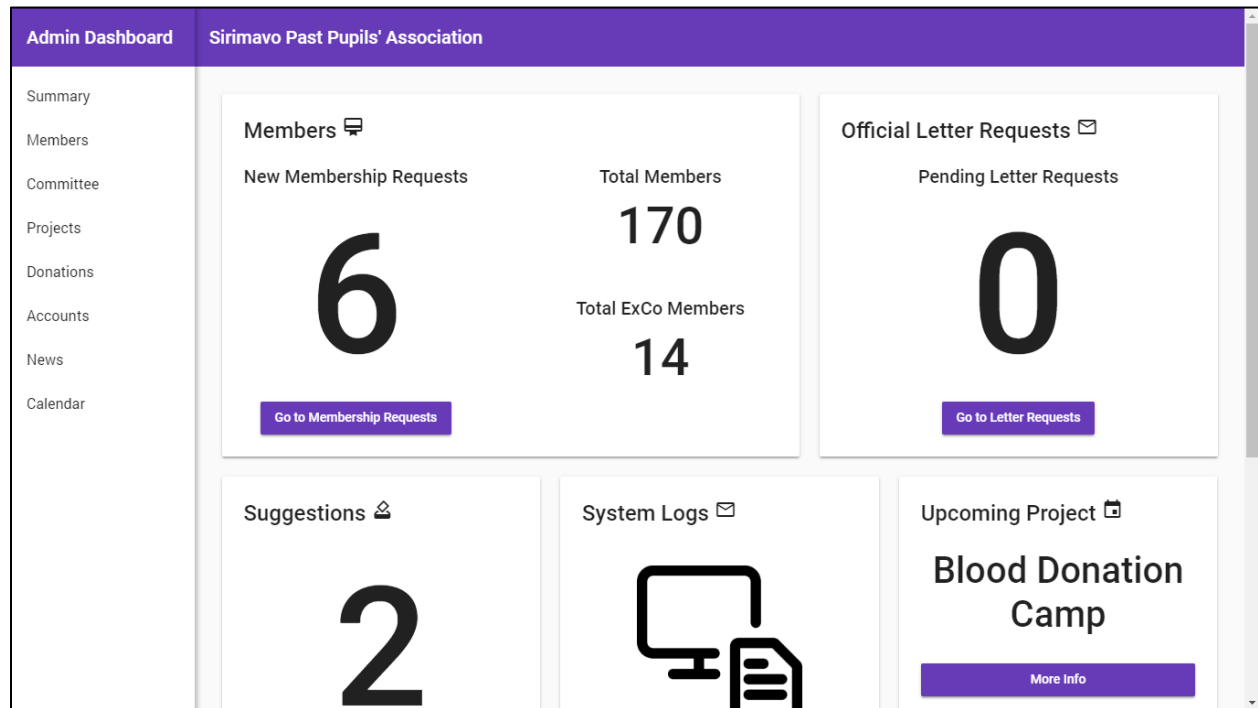 Admin Dashboard
Sirimavo Past Pupils' Association
Summary
Members
Committee
Projects
Donations
Accounts
News
Calendar
Members
New Membership Requests
6
Go to Membership Requests
Total Members
170
Total ExCo Members
14
Official Letter Requests
Pending Letter Requests
0
Go to Letter Requests
Suggestions
2
System Logs
Upcoming Project
Blood Donation
Camp
More Info